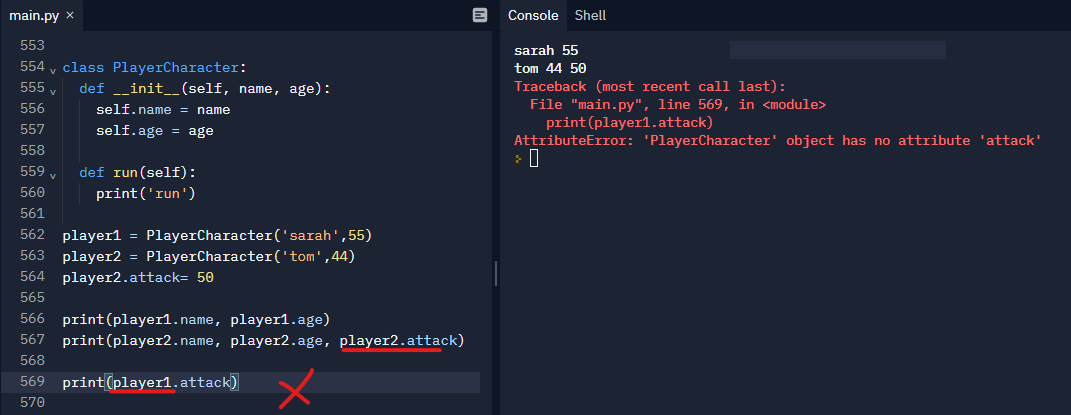 main.py ×
553
554 class PlayerCharacter:
555   def __init__(self, name, age):
556     self.name = name
557     self.age = age
558
559   def run(self):
560     print('run')
561
562 player1 = PlayerCharacter('sarah',55)
563 player2 = PlayerCharacter('tom',44)
564 player2.attack= 50
565
566 print(player1.name, player1.age)
567 print(player2.name, player2.age, player2.attack)
568
569 print(player1.attack)
570
Console Shell
sarah 55
tom 44 50
Traceback (most recent call last):
  File "main.py", line 569, in <module>
    print(player1.attack)
AttributeError: 'PlayerCharacter' object has no attribute 'attack'